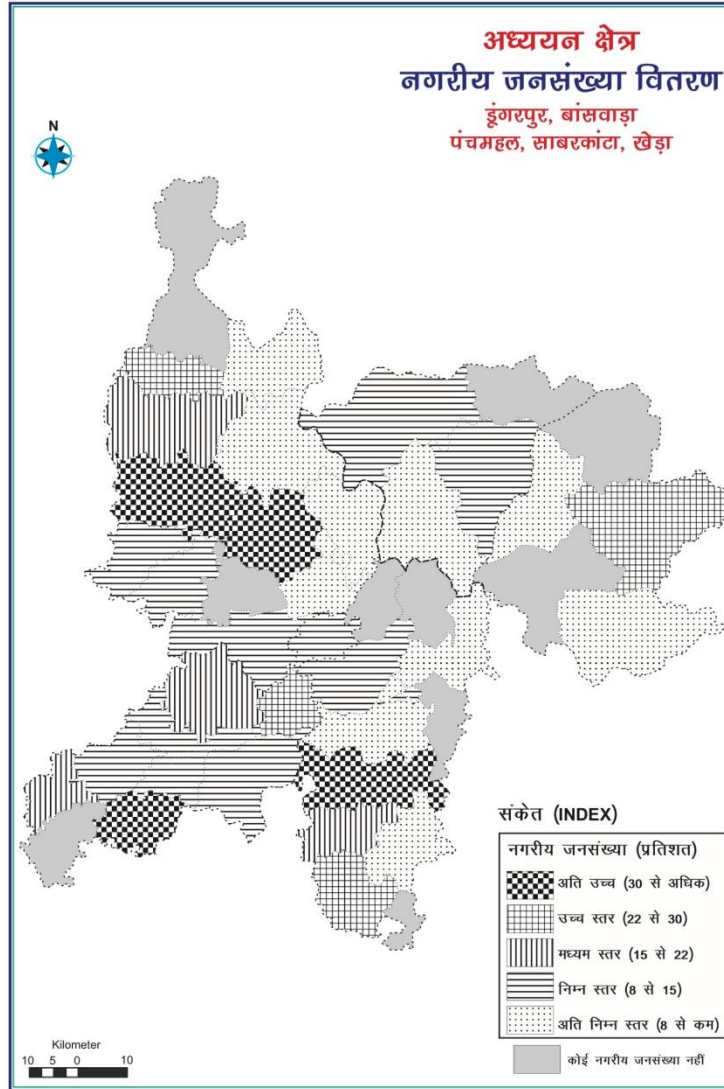 अध्ययन क्षेत्र
नगरीय जनसंख्या वितरण
डूंगरपुर, बांसवाड़ा
पंचमहल, साबरकांटा, खेड़ा
N
संकेत (INDEX)
नगरीय जनसंख्या (प्रतिशत)
अति उच्च (30 से अधिक)
उच्च स्तर (22 से 30)
मध्यम स्तर (15 से 22)
निम्न स्तर (8 से 15)
अति निम्न स्तर (8 से कम)
कोई नगरीय जनसंख्या नहीं
Kilometer
10 5 0 10